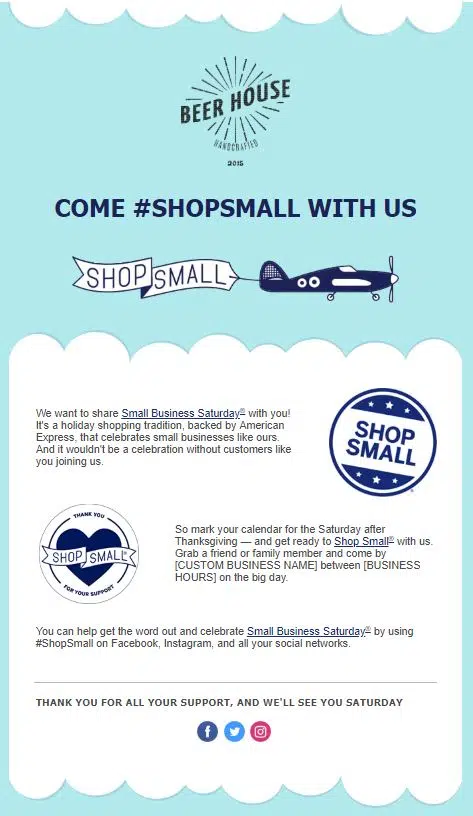 BEER HOUSE
HANDCRAFTED
2015
COME #SHOPSMALL WITH US
SHOP SMALL
We want to share Small Business Saturday® with you!
It's a holiday shopping tradition, backed by American
Express, that celebrates small businesses like ours.
And it wouldn't be a celebration without customers like
you joining us.
SHOP
SMALL
THANK YOU
SHOP SMALL
FOR YOUR SUPPORT
So mark your calendar for the Saturday after
Thanksgiving — and get ready to Shop Small® with us.
Grab a friend or family member and come by
[CUSTOM BUSINESS NAME] between [BUSINESS
HOURS] on the big day.
You can help get the word out and celebrate Small Business Saturday® by using
#ShopSmall on Facebook, Instagram, and all your social networks.
THANK YOU FOR ALL YOUR SUPPORT, AND WE'LL SEE YOU SATURDAY